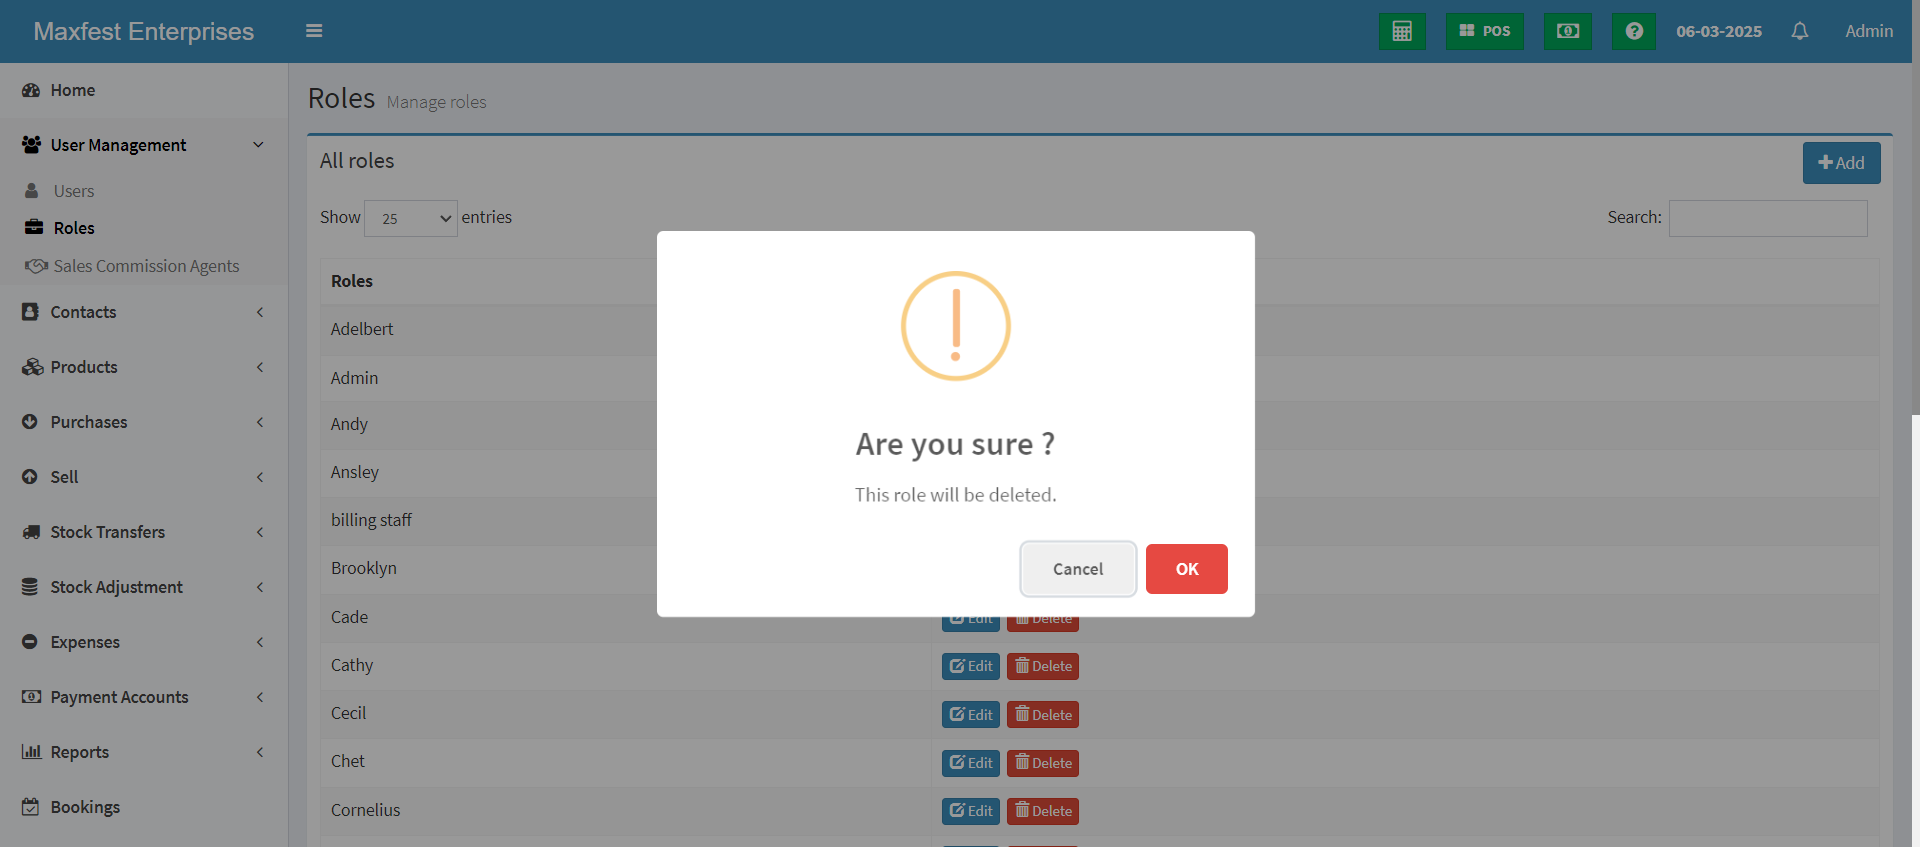 Maxfest Enterprises
POS
06-03-2025
Admin
Home
User Management
Users
Roles
Sales Commission Agents
Contacts
Products
Purchases
Sell
Stock Transfers
Stock Adjustment
Expenses
Payment Accounts
Reports
Bookings
Roles Manage roles
All roles
Add
Show 25 entries
Search:
Roles
Adelbert
Admin
Andy
Ansley
billing staff
Brooklyn
Cade Edit Delete
Cathy Edit Delete
Cecil Edit Delete
Chet Edit Delete
Cornelius Edit Delete
Are you sure ?
This role will be deleted.
Cancel OK